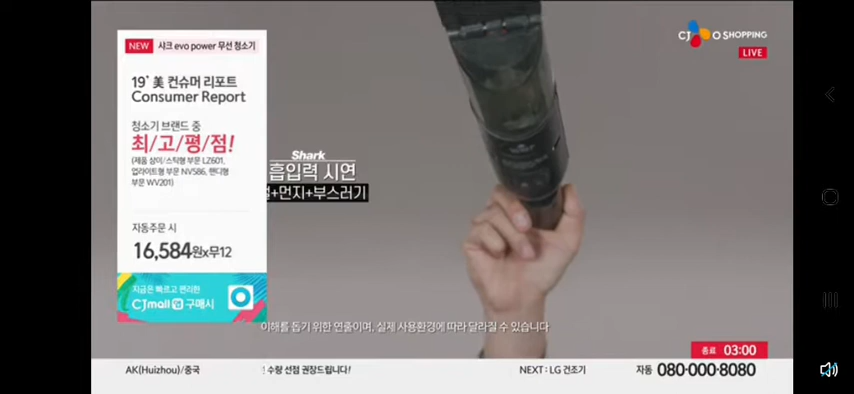 NEW 샤크 evo power 무선 청소기
19' 美 컨슈머 리포트
Consumer Report
청소기 브랜드 중
최/고/평/점!
(제품 상이/스틱형 부문 LZ601,
업라이트형 부문 NV586, 핸디형
부문 WV201)
자동주문 시
16,584원x무12
지금은 빠르고 편리한
CJmall 앱 구매시
Shark
흡입력 시연
+먼지+부스러기
CJ O SHOPPING
LIVE
이해를 돕기 위한 연출이며, 실제 사용환경에 따라 달라질 수 있습니다
종료 03:00
AK(Huizhou)/중국 ! 수량 선점 권장드립니다! NEXT : LG 건조기 자동 080-000-8080